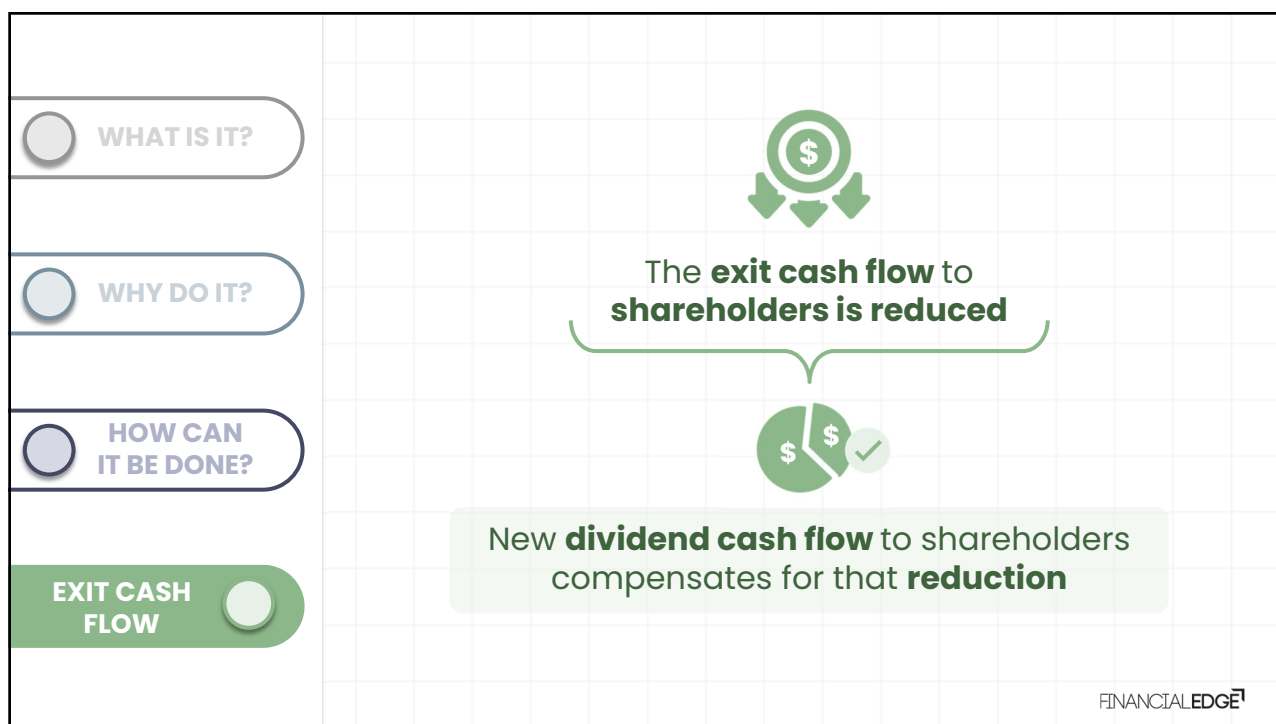 WHAT IS IT?
WHY DO IT?
HOW CAN
IT BE DONE?
EXIT CASH
FLOW
$
The exit cash flow to
shareholders is reduced
$ $
New dividend cash flow to shareholders
compensates for that reduction
FINANCIALEDGE